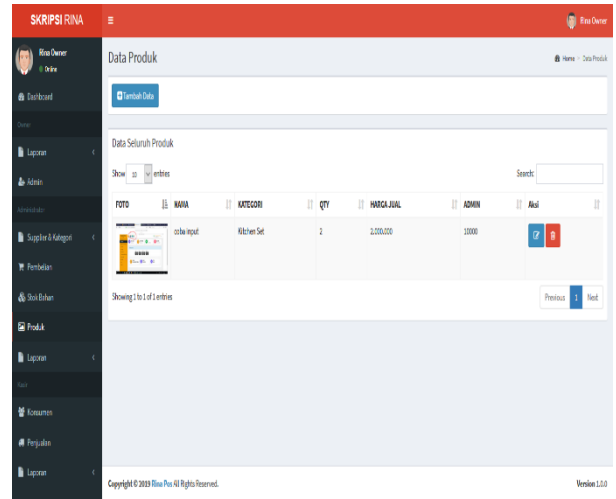 SKRIPSI RINA
Rina Owner
Rina Owner
Online
Data Produk
Home > Data Produk
Dashboard
Tambah Data
Owner
Laporan
Admin
Administrator
Supplier & Kategori
Pembelian
Stok Bahan
Produk
Laporan
Kasir
Konsumen
Penjualan
Laporan
Data Seluruh Produk
Show 10 entries
Search:
FOTO NAMA KATEGORI QTY HARGA JUAL ADMIN Aksi
coba input Kitchen Set 2 2.000.000 10000
Showing 1 to 1 of 1 entries
Previous 1 Next
Copyright © 2019 Rina Pos All Rights Reserved.
Version 1.0.0